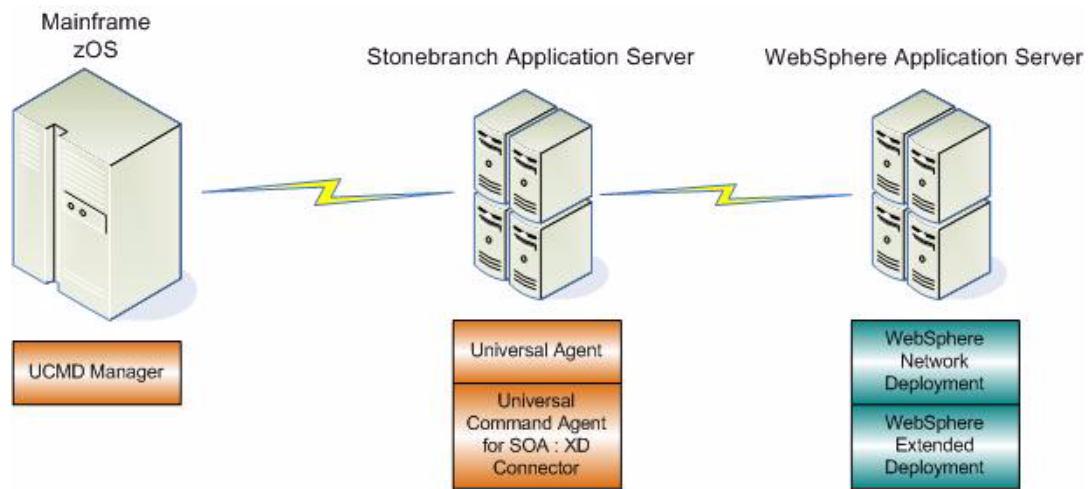 Mainframe
zOS
Stonebranch Application Server
WebSphere Application Server
UCMD Manager
Universal Agent
Universal
Command Agent
for SOA : XD
Connector
WebSphere
Network
Deployment
WebSphere
Extended
Deployment